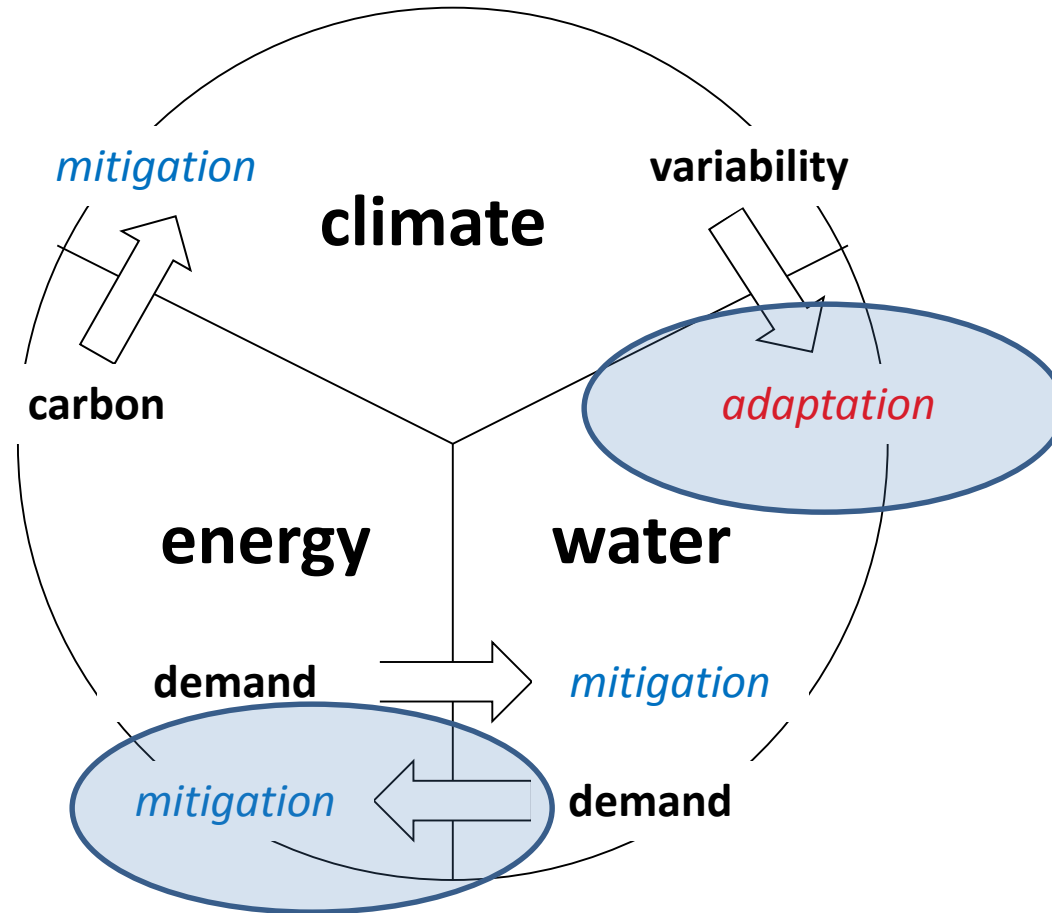 mitigation
variability
climate
carbon
adaptation
energy
water
demand
mitigation
mitigation
demand